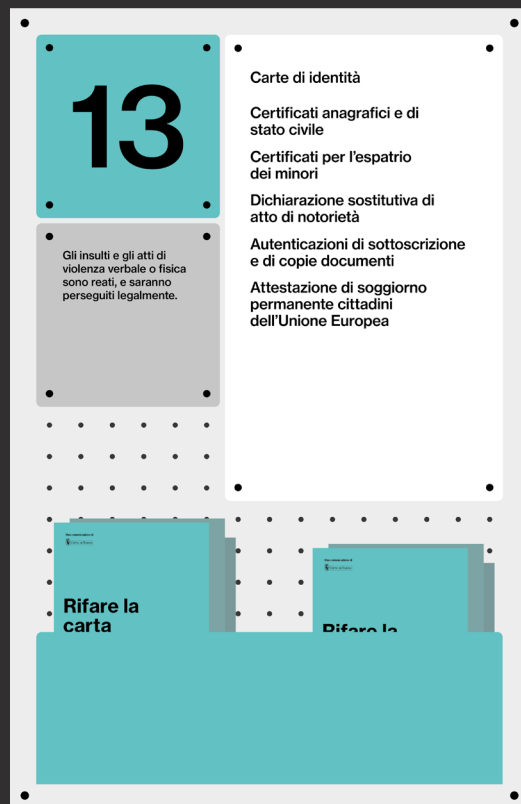 13
Carte di identità
Certificati anagrafici e di
stato civile
Certificati per l'espatrio
dei minori
Dichiarazione sostitutiva di
atto di notorietà
Autenticazioni di sottoscrizione
e di copie documenti
Attestazione di soggiorno
permanente cittadini
dell'Unione Europea
Gli insulti e gli atti di
violenza verbale o fisica
sono reati, e saranno
perseguiti legalmente.
Rifare la
carta
Rifare la